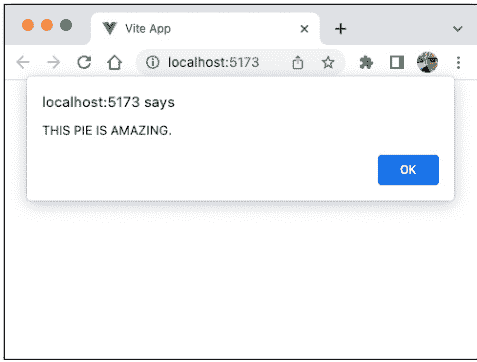 Vite App
localhost:5173
localhost:5173 says
THIS PIE IS AMAZING.
OK